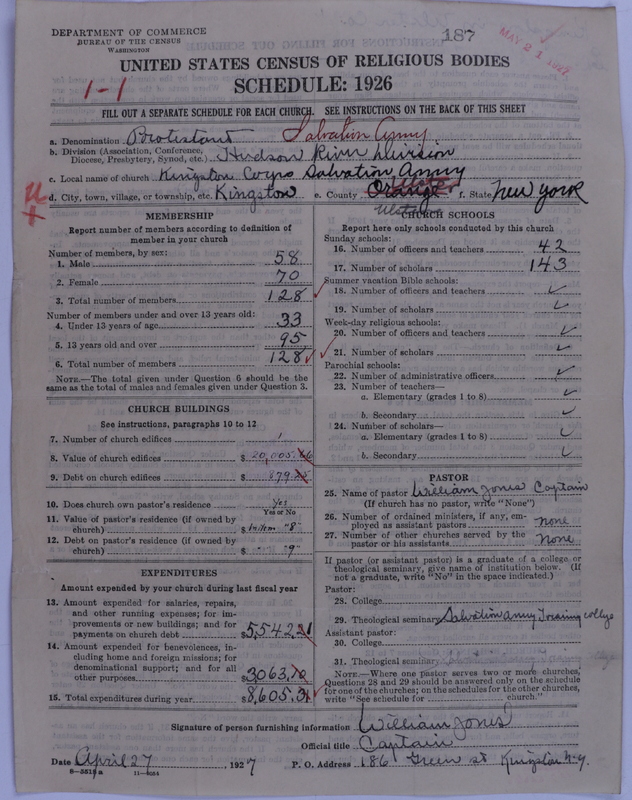 DEPARTMENT OF COMMERCE
BUREAU OF THE CENSUS
WASHINGTON
187
MAY 21 1927
UNITED STATES CENSUS OF RELIGIOUS BODIES
SCHEDULE: 1926
1-1
FILL OUT A SEPARATE SCHEDULE FOR EACH CHURCH. SEE INSTRUCTIONS ON THE BACK OF THIS SHEET
a. Denomination Protestant Salvation Army
b. Division (Association, Conference, Diocese, Presbytery, Synod, etc.) Hudson River Division
c. Local name of church Kingston Corps Salvation Army
d. City, town, village, or township, etc. Kingston e. County Orange f. State New York
Ulster
MEMBERSHIP
Report number of members according to definition of
member in your church
Number of members, by sex:
1. Male 58
2. Female 70
3. Total number of members 128
Number of members under and over 13 years old:
4. Under 13 years of age 33
5. 13 years old and over 95
6. Total number of members 128
NOTE.—The total given under Question 6 should be the
same as the total of males and females given under Question 3.
CHURCH BUILDINGS
See instructions, paragraphs 10 to 12
7. Number of church edifices 1
8. Value of church edifices $ 20,005.
9. Debt on church edifices $ 879.25
10. Does church own pastor's residence? Yes
Yes or No
11. Value of pastor's residence (if owned by
church) $ in item "8"
12. Debt on pastor's residence (if owned by
church) $ " "9"
EXPENDITURES
Amount expended by your church during last fiscal year
13. Amount expended for salaries, repairs,
and other running expenses; for im-
provements or new buildings; and for
payments on church debt $5,542.21
14. Amount expended for benevolences, in-
cluding home and foreign missions; for
denominational support; and for all
other purposes $3063.10
15. Total expenditures during year $8,605.31
CHURCH SCHOOLS
Report here only schools conducted by this church
Sunday schools:
16. Number of officers and teachers 42
17. Number of scholars 143
Summer vacation Bible schools:
18. Number of officers and teachers ✓
19. Number of scholars ✓
Week-day religious schools:
20. Number of officers and teachers ✓
21. Number of scholars ✓
Parochial schools:
22. Number of administrative officers ✓
23. Number of teachers—
a. Elementary (grades 1 to 8) ✓
b. Secondary ✓
24. Number of scholars—
a. Elementary (grades 1 to 8) ✓
b. Secondary ✓
PASTOR
25. Name of pastor William Jones Captain
(If church has no pastor, write "None")
26. Number of ordained ministers, if any, em-
ployed as assistant pastors none
27. Number of other churches served by the
pastor or his assistants None
If pastor (or assistant pastor) is a graduate of a college or
theological seminary, give name of institution below. (If
not a graduate, write "No" in the space indicated.)
Pastor:
28. College
29. Theological seminary Salvation Army Training College
Assistant pastor:
30. College
31. Theological seminary
NOTE.—Where one pastor serves two or more churches,
Questions 28 and 29 should be answered only on the schedule
for one of the churches; on the schedules for the other churches,
write "See schedule for church."
Signature of person furnishing information William Jones
Official title Captain
Date April 27, 1927 P. O. Address 186 Green st Kingston N.Y.
8—5513a 11—4054